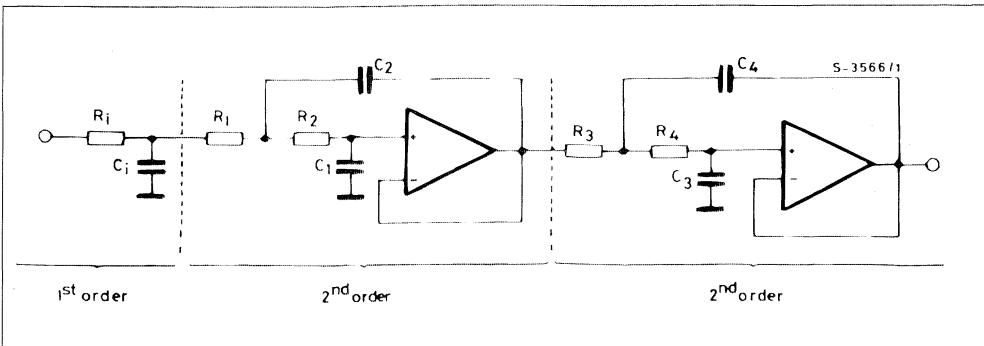 C2
C4
S-3566/1
Ri
R1
R2
R3
R4
Ci
C1
C3
+
−
+
−
1st order
2nd order
2nd order